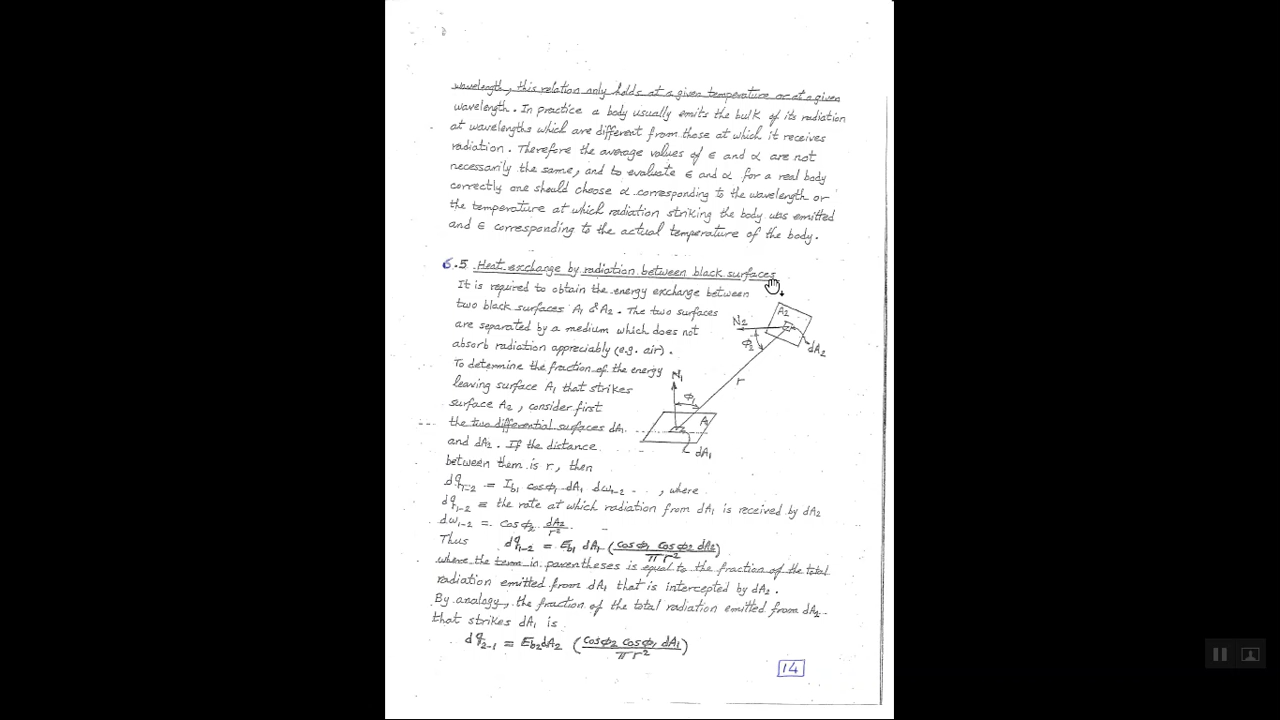 wavelength, this relation only holds at a given temperature or at a given
wavelength. In practice a body usually emits the bulk of its radiation
at wavelengths which are different from those at which it receives
radiation. Therefore the average values of ϵ and α are not
necessarily the same, and to evaluate ϵ and α for a real body
correctly one should choose α corresponding to the wavelength or
the temperature at which radiation striking the body was emitted
and ϵ corresponding to the actual temperature of the body.
6.5 Heat exchange by radiation between black surfaces
It is required to obtain the energy exchange between
two black surfaces A₁ & A₂. The two surfaces
are separated by a medium which does not
absorb radiation appreciably (e.g. air).
To determine the fraction of the energy
leaving surface A₁ that strikes
surface A₂, consider first
the two differential surfaces dA₁
and dA₂. If the distance
between them is r, then
A₂
N₂
ϕ₂
dA₂
r
N₁
ϕ₁
A₁
dA₁
dq₁₋₂ = I_b₁ cosϕ₁ dA₁ dω₁₋₂ . . , where
dq₁₋₂ ≡ the rate at which radiation from dA₁ is received by dA₂
dω₁₋₂ = cosϕ₂ dA₂/r²
Thus dq₁₋₂ = E_b₁ dA₁ (cosϕ₁ cosϕ₂ dA₂ / π r²)
where the term in parentheses is equal to the fraction of the total
radiation emitted from dA₁ that is intercepted by dA₂.
By analogy, the fraction of the total radiation emitted from dA₂
that strikes dA₁ is
dq₂₋₁ = E_b₂ dA₂ (cosϕ₂ cosϕ₁ dA₁ / π r²)
14